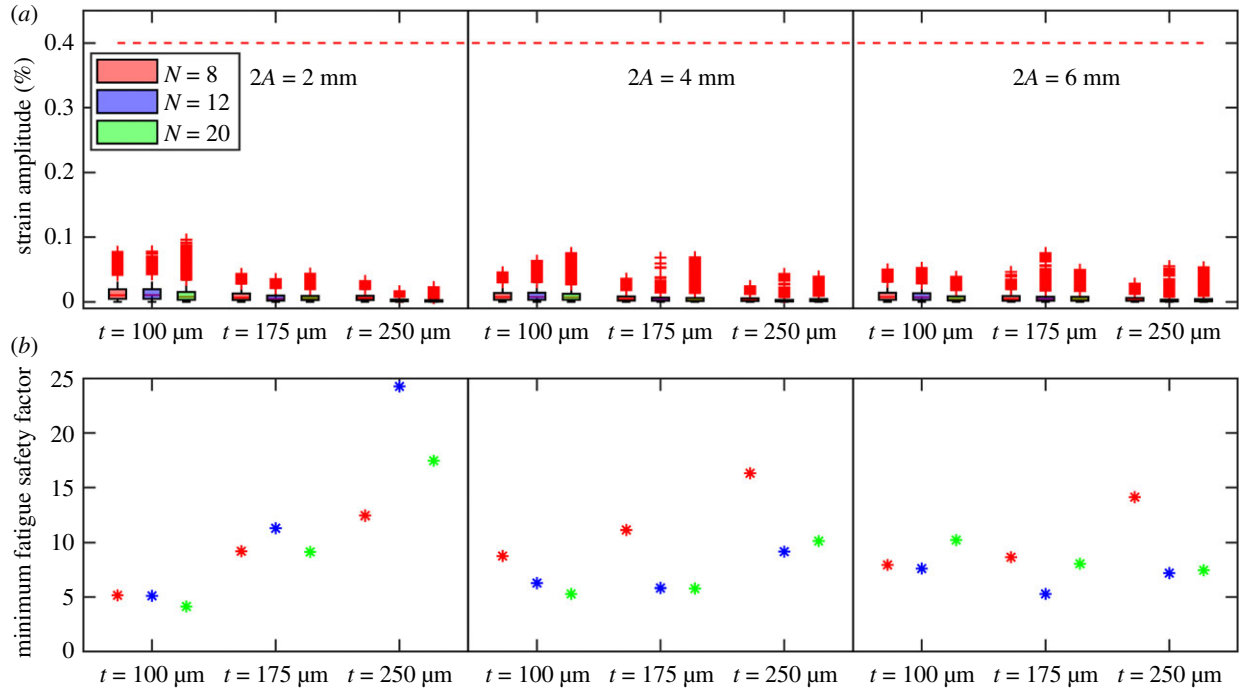 (a)
0.4
0.3
0.2
0.1
0
strain amplitude (%)
N = 8
N = 12
N = 20
2A = 2 mm
2A = 4 mm
2A = 6 mm
t = 100 µm t = 175 µm t = 250 µm t = 100 µm t = 175 µm t = 250 µm t = 100 µm t = 175 µm t = 250 µm
(b)
25
20
15
10
5
0
minimum fatigue safety factor
t = 100 µm t = 175 µm t = 250 µm t = 100 µm t = 175 µm t = 250 µm t = 100 µm t = 175 µm t = 250 µm